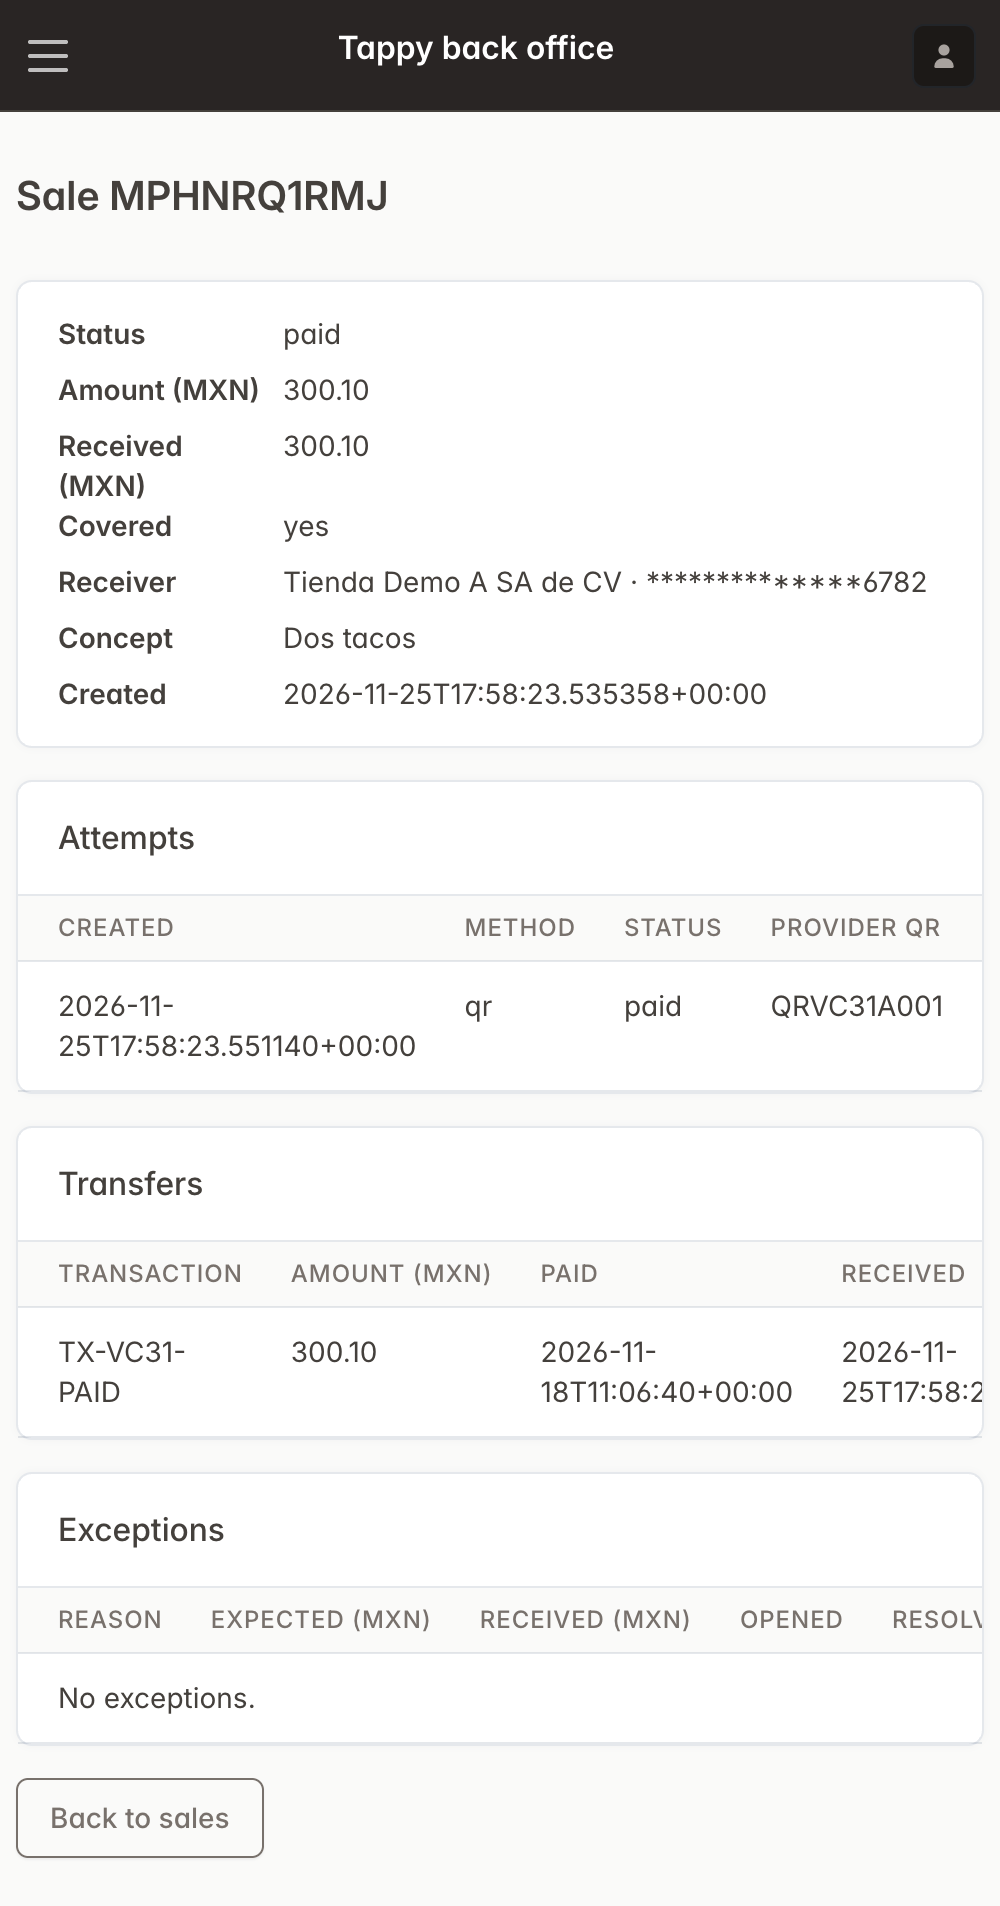 Tappy back office
Sale MPHNRQ1RMJ
Status paid
Amount (MXN) 300.10
Received 300.10
(MXN)
Covered yes
Receiver Tienda Demo A SA de CV · **************6782
Concept Dos tacos
Created 2026-11-25T17:58:23.535358+00:00
Attempts
CREATED METHOD STATUS PROVIDER QR
2026-11- qr paid QRVC31A001
25T17:58:23.551140+00:00
Transfers
TRANSACTION AMOUNT (MXN) PAID RECEIVED
TX-VC31- 300.10 2026-11- 2026-11-
PAID 18T11:06:40+00:00 25T17:58:2
Exceptions
REASON EXPECTED (MXN) RECEIVED (MXN) OPENED RESOLV
No exceptions.
Back to sales